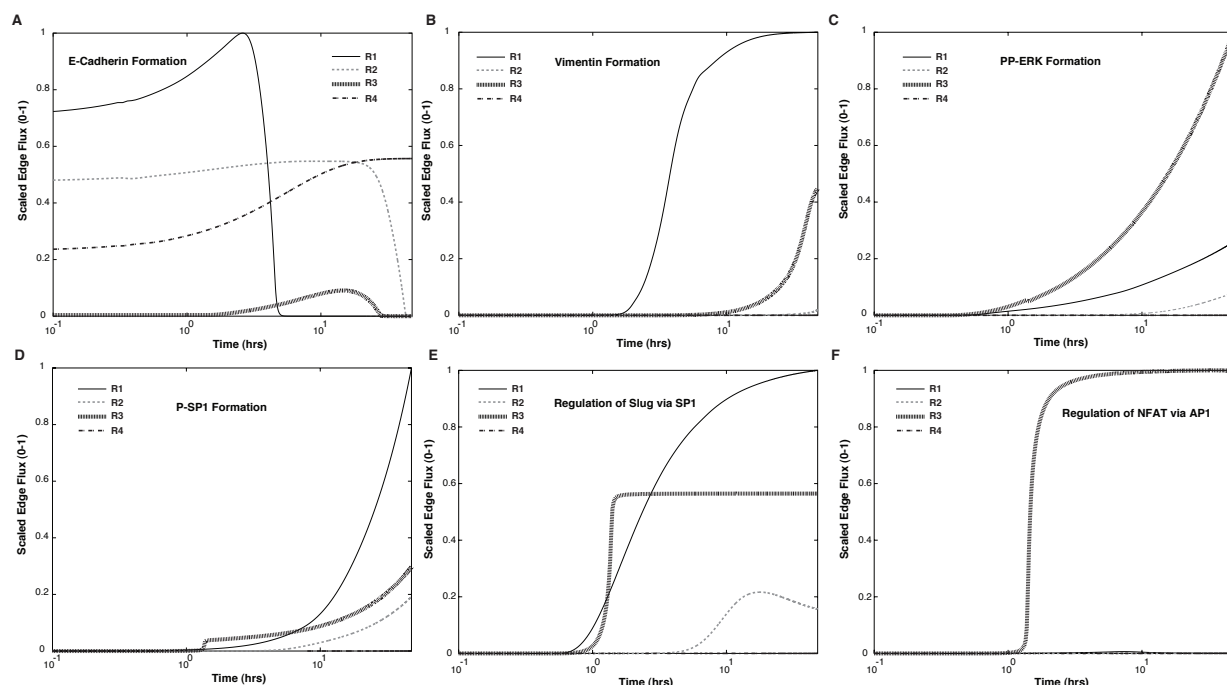 A
E-Cadherin Formation
R1
R2
R3
R4
Scaled Edge Flux (0-1)
1
0.8
0.6
0.4
0.2
0
10-1
100
101
Time (hrs)
B
Vimentin Formation
R1
R2
R3
R4
Scaled Edge Flux (0-1)
1
0.8
0.6
0.4
0.2
0
10-1
100
101
Time (hrs)
C
PP-ERK Formation
R1
R2
R3
R4
Scaled Edge Flux (0-1)
1
0.8
0.6
0.4
0.2
0
10-1
100
101
Time (hrs)
D
P-SP1 Formation
R1
R2
R3
R4
Scaled Edge Flux (0-1)
1
0.8
0.6
0.4
0.2
0
10-1
100
101
Time (hrs)
E
Regulation of Slug via SP1
R1
R2
R3
R4
Scaled Edge Flux (0-1)
1
0.8
0.6
0.4
0.2
0
10-1
100
101
Time (hrs)
F
Regulation of NFAT via AP1
R1
R2
R3
R4
Scaled Edge Flux (0-1)
1
0.8
0.6
0.4
0.2
0
10-1
100
101
Time (hrs)